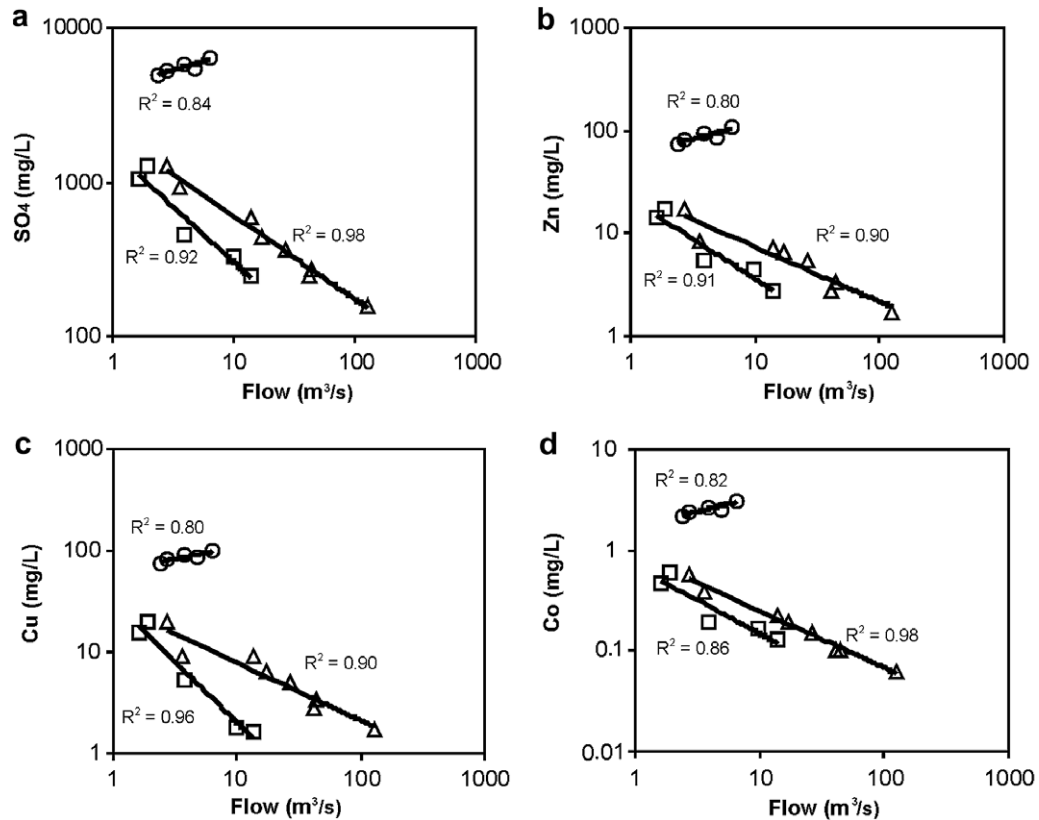 a
10000
1000
100
SO4 (mg/L)
R² = 0.84
R² = 0.98
R² = 0.92
1
10
100
1000
Flow (m³/s)
b
1000
100
10
1
Zn (mg/L)
R² = 0.80
R² = 0.90
R² = 0.91
1
10
100
1000
Flow (m³/s)
c
1000
100
10
1
Cu (mg/L)
R² = 0.80
R² = 0.90
R² = 0.96
1
10
100
1000
Flow (m³/s)
d
10
1
0.1
0.01
Co (mg/L)
R² = 0.82
R² = 0.98
R² = 0.86
1
10
100
1000
Flow (m³/s)